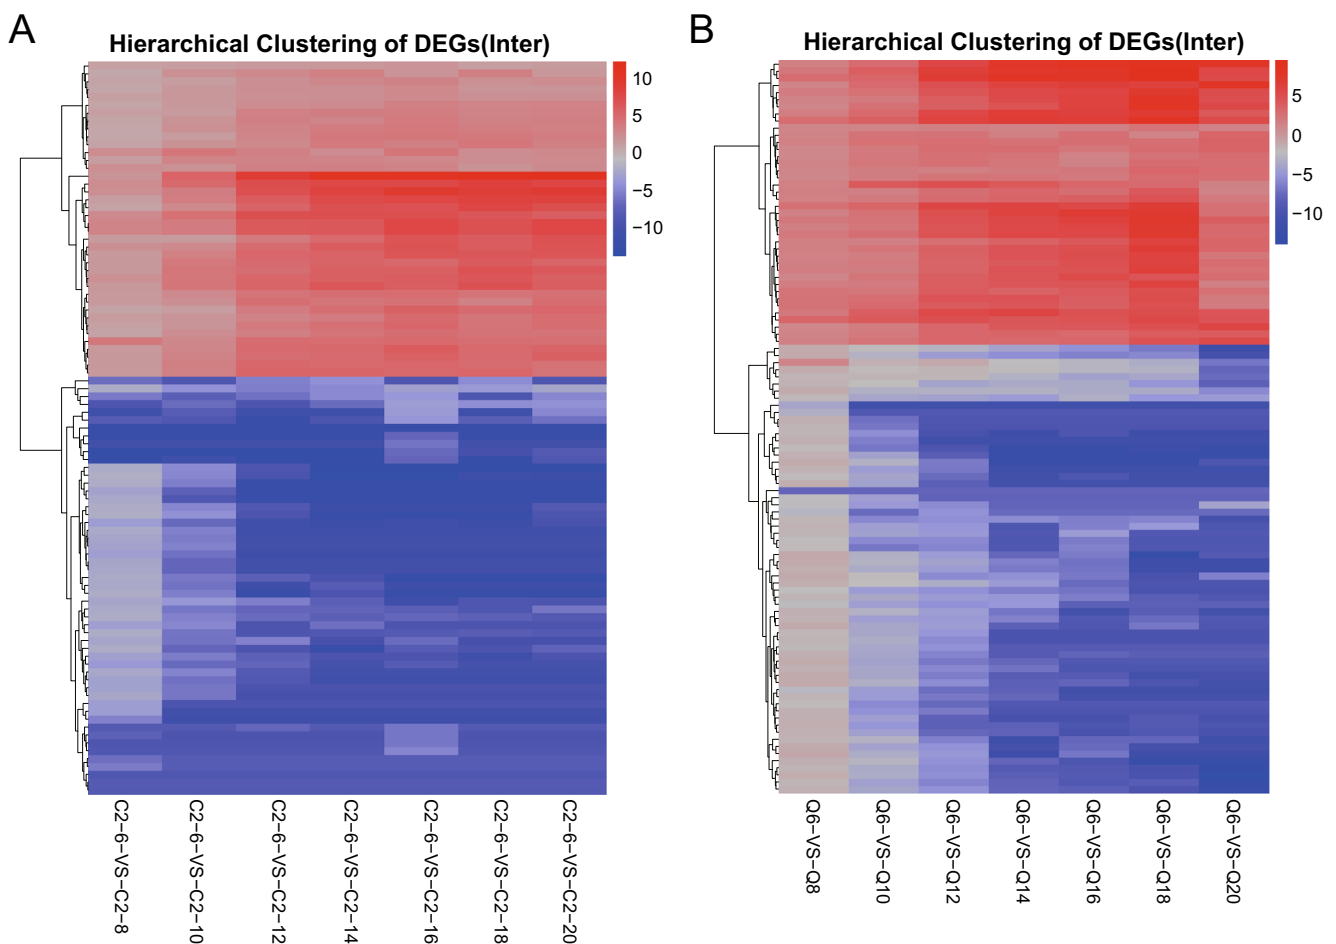 A
Hierarchical Clustering of DEGs(Inter)
10
5
0
−5
−10
C2−6−VS−C2−8
C2−6−VS−C2−10
C2−6−VS−C2−12
C2−6−VS−C2−14
C2−6−VS−C2−16
C2−6−VS−C2−18
C2−6−VS−C2−20
B
Hierarchical Clustering of DEGs(Inter)
5
0
−5
−10
Q6−VS−Q8
Q6−VS−Q10
Q6−VS−Q12
Q6−VS−Q14
Q6−VS−Q16
Q6−VS−Q18
Q6−VS−Q20